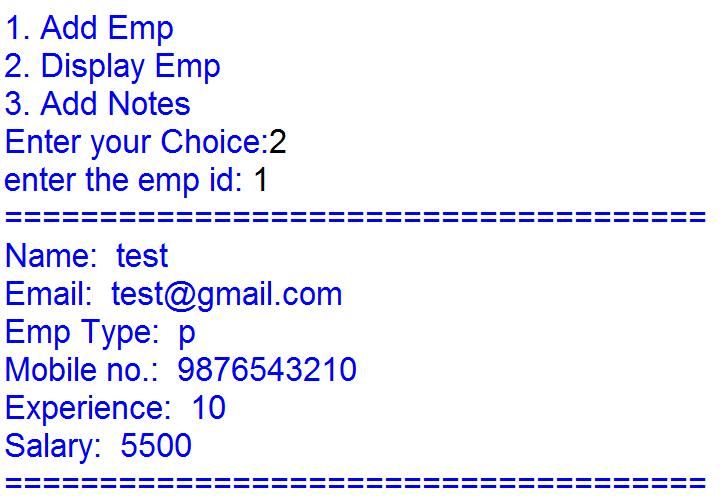 1. Add Emp
2. Display Emp
3. Add Notes
Enter your Choice:2
enter the emp id: 1
=====================================
Name:  test
Email:  test@gmail.com
Emp Type:  p
Mobile no.:  9876543210
Experience:  10
Salary:  5500
=====================================